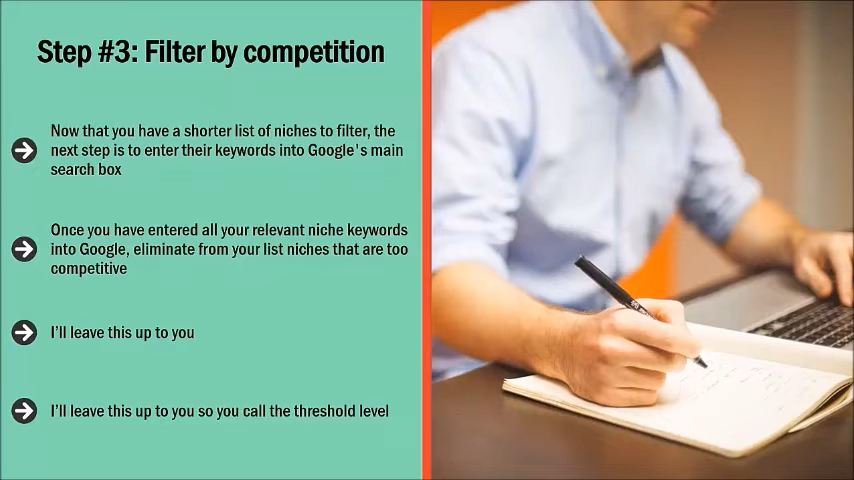 Step #3: Filter by competition
Now that you have a shorter list of niches to filter, the
next step is to enter their keywords into Google's main
search box
Once you have entered all your relevant niche keywords
into Google, eliminate from your list niches that are too
competitive
I'll leave this up to you
I'll leave this up to you so you call the threshold level